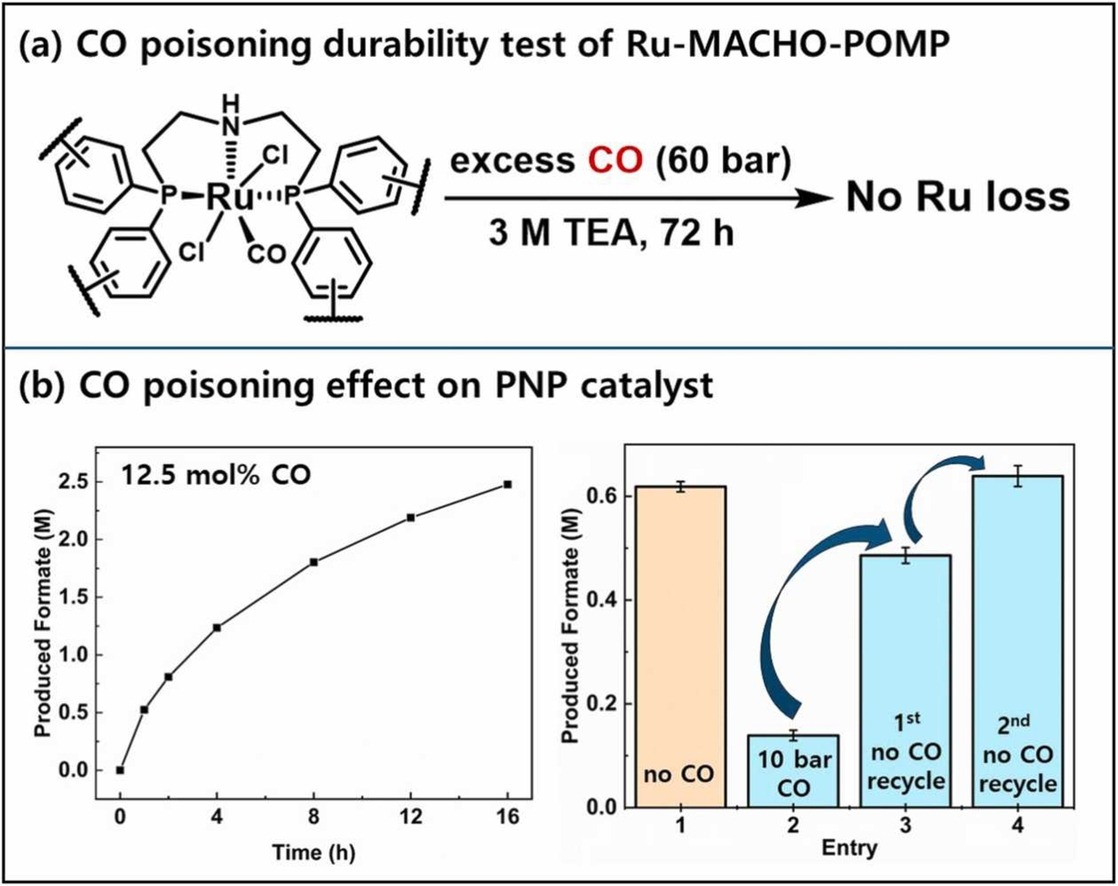 (a) CO poisoning durability test of Ru-MACHO-POMP
H
N
Cl
P
Ru
P
Cl
CO
excess CO (60 bar)
3 M TEA, 72 h
No Ru loss
(b) CO poisoning effect on PNP catalyst
12.5 mol% CO
Produced Formate (M)
2.5
2.0
1.5
1.0
0.5
0.0
0 4 8 12 16
Time (h)
Produced Formate (M)
0.6
0.4
0.2
0.0
no CO
10 bar
CO
1st
no CO
recycle
2nd
no CO
recycle
1 2 3 4
Entry